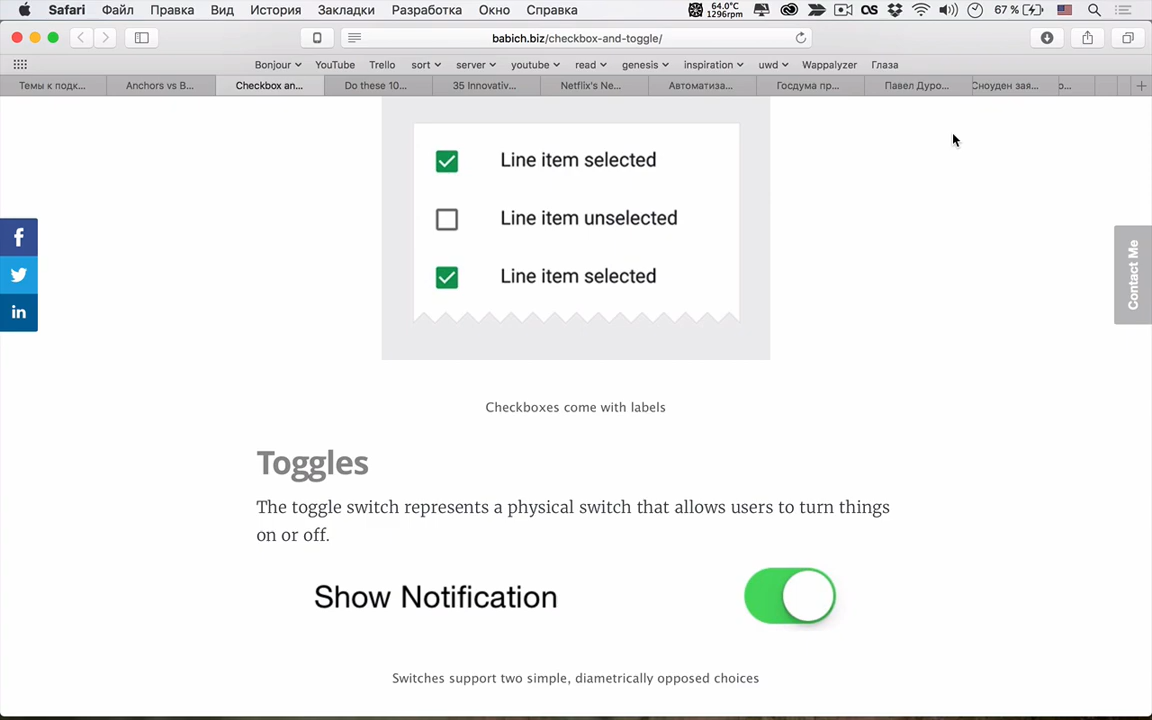 Safari Файл Правка Вид История Закладки Разработка Окно Справка 64.0°C 1296rpm 67 %
babich.biz/checkbox-and-toggle/
Bonjour YouTube Trello sort server youtube read genesis inspiration uwd Wappalyzer Глаза
Темы к подк... Anchors vs B... Checkbox an... Do these 10... 35 Innovativ... Netflix's Ne... Автоматиза... Госдума пр... Павел Дуро... Сноуден зая...
Line item selected
Line item unselected
Line item selected
Contact Me
Checkboxes come with labels
Toggles
The toggle switch represents a physical switch that allows users to turn things
on or off.
Show Notification
Switches support two simple, diametrically opposed choices